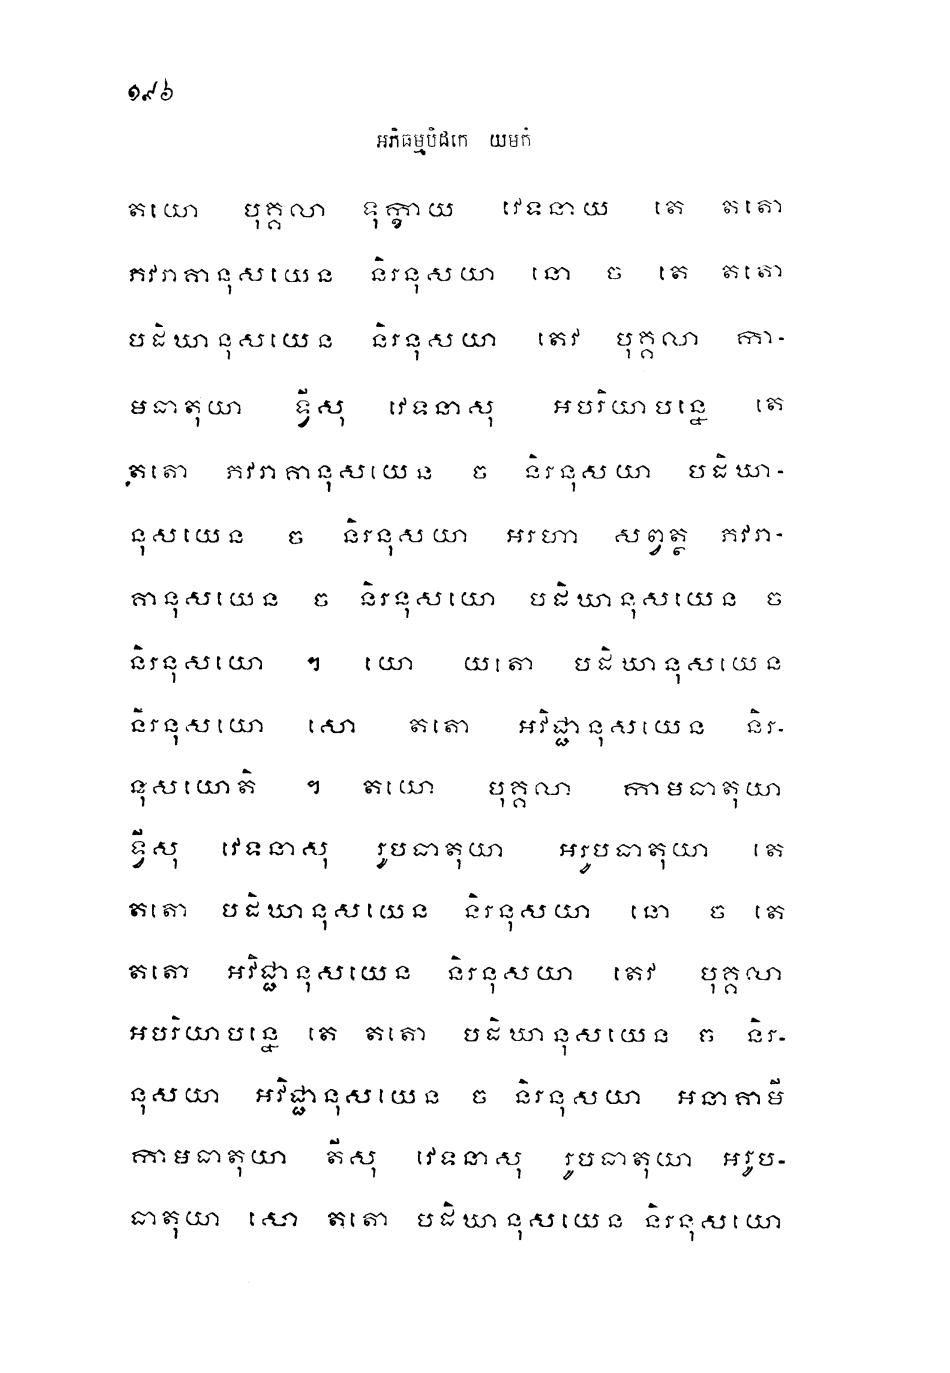 ១៩៦
អភិធម្មបិដកេ យមកំ
តយោ បុគ្គលា ទុក្ខាយ វេទនាយ តេ តតោ
ភវរាគានុសយេន និរនុសយា នោ ច តេ តតោ
បដិឃានុសយេន និរនុសយា តេវ បុគ្គលា កា-
មធាតុយា ទ្វីសុ វេទនាសុ អបរិយាបន្នេ តេ
តតោ ភវរាគានុសយេន ច និរនុសយា បដិឃា-
នុសយេន ច និរនុសយា អរហា សព្វត្ថ ភវរា-
គានុសយេន ច និរនុសយោ បដិឃានុសយេន ច
និរនុសយោ ។ យោ យតោ បដិឃានុសយេន
និរនុសយោ សោ តតោ អវិជ្ជានុសយេន និរ-
នុសយោតិ ។ តយោ បុគ្គលា កាមធាតុយា
ទ្វីសុ វេទនាសុ រូបធាតុយា អរូបធាតុយា តេ
តតោ បដិឃានុសយេន និរនុសយា នោ ច តេ
តតោ អវិជ្ជានុសយេន និរនុសយា តេវ បុគ្គលា
អបរិយាបន្នេ តេ តតោ បដិឃានុសយេន ច និរ-
នុសយា អវិជ្ជានុសយេន ច និរនុសយា អនាគាមី
កាមធាតុយា តីសុ វេទនាសុ រូបធាតុយា អរូប-
ធាតុយា សោ តតោ បដិឃានុសយេន និរនុសយោ